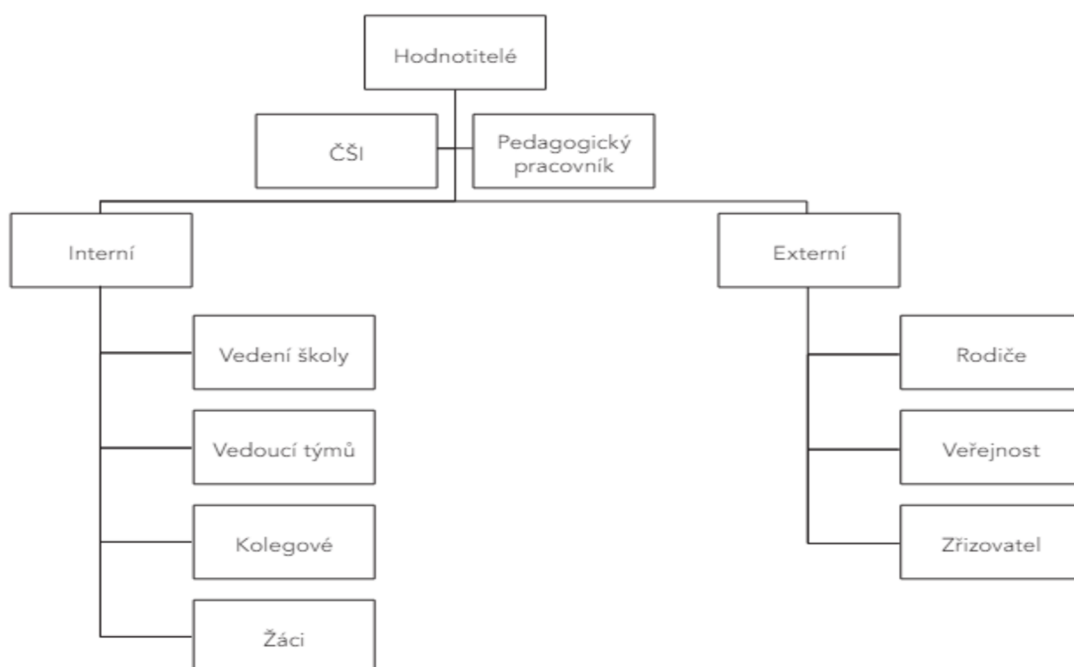 Hodnotitelé
ČŠI
Pedagogický
pracovník
Interní
Externí
Vedení školy
Rodiče
Vedoucí týmů
Veřejnost
Kolegové
Zřizovatel
Žáci